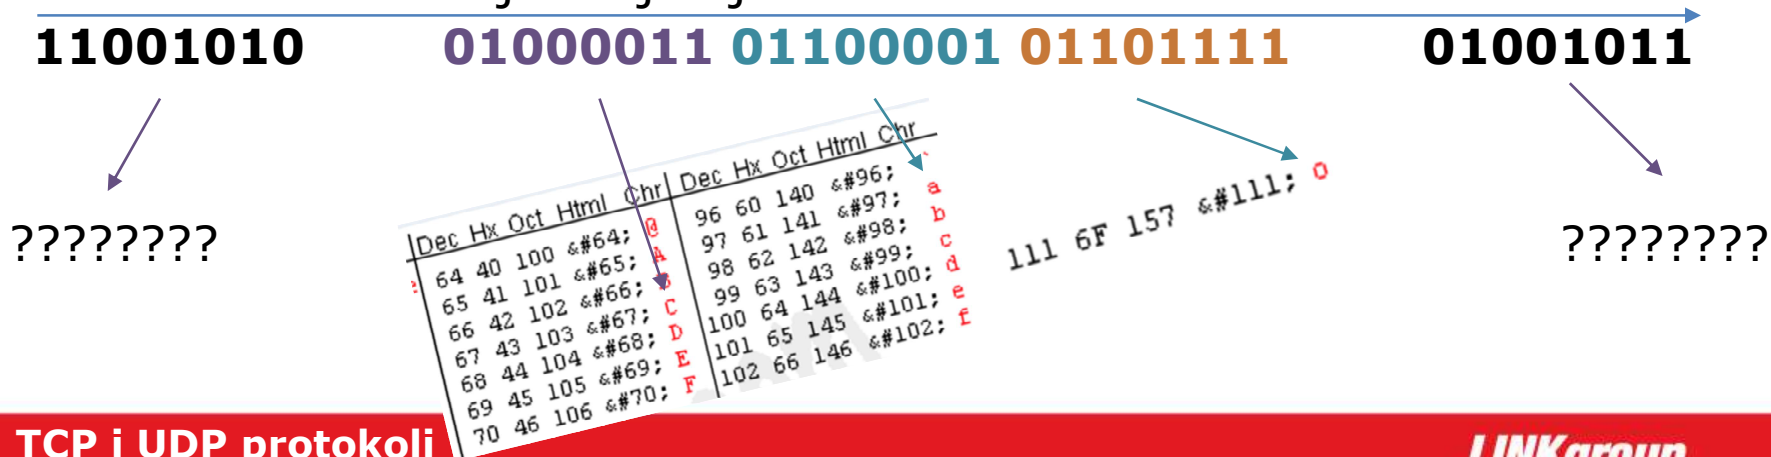 11001010 01000011 01100001 01101111 01001011
???????? ????????
Dec Hx Oct Html Chr
64 40 100 &#64; @
65 41 101 &#65; A
66 42 102 &#66; B
67 43 103 &#67; C
68 44 104 &#68; D
69 45 105 &#69; E
70 46 106 &#70; F
Dec Hx Oct Html Chr
96 60 140 &#96; `
97 61 141 &#97; a
98 62 142 &#98; b
99 63 143 &#99; c
100 64 144 &#100; d
101 65 145 &#101; e
102 66 146 &#102; f
111 6F 157 &#111; o
TCP i UDP protokoli
LINKgroup